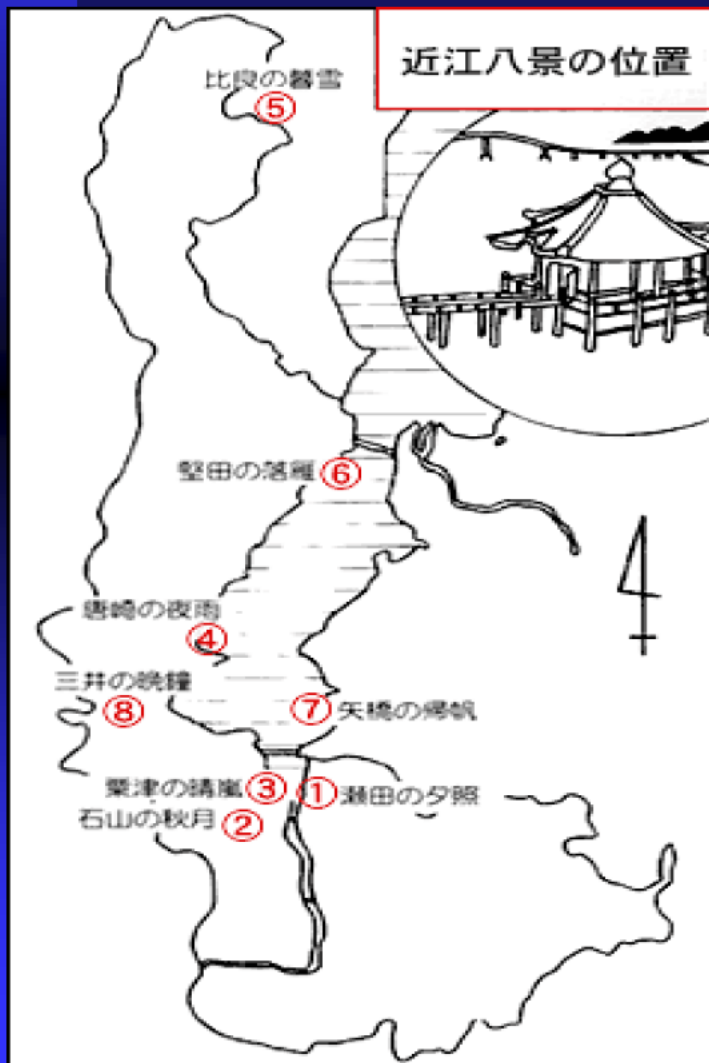 近江八景の位置
比良の暮雪
⑤
堅田の落雁 ⑥
唐崎の夜雨
④
三井の晩鐘
⑧
⑦ 矢橋の帰帆
粟津の晴嵐 ③
① 瀬田の夕照
石山の秋月 ②